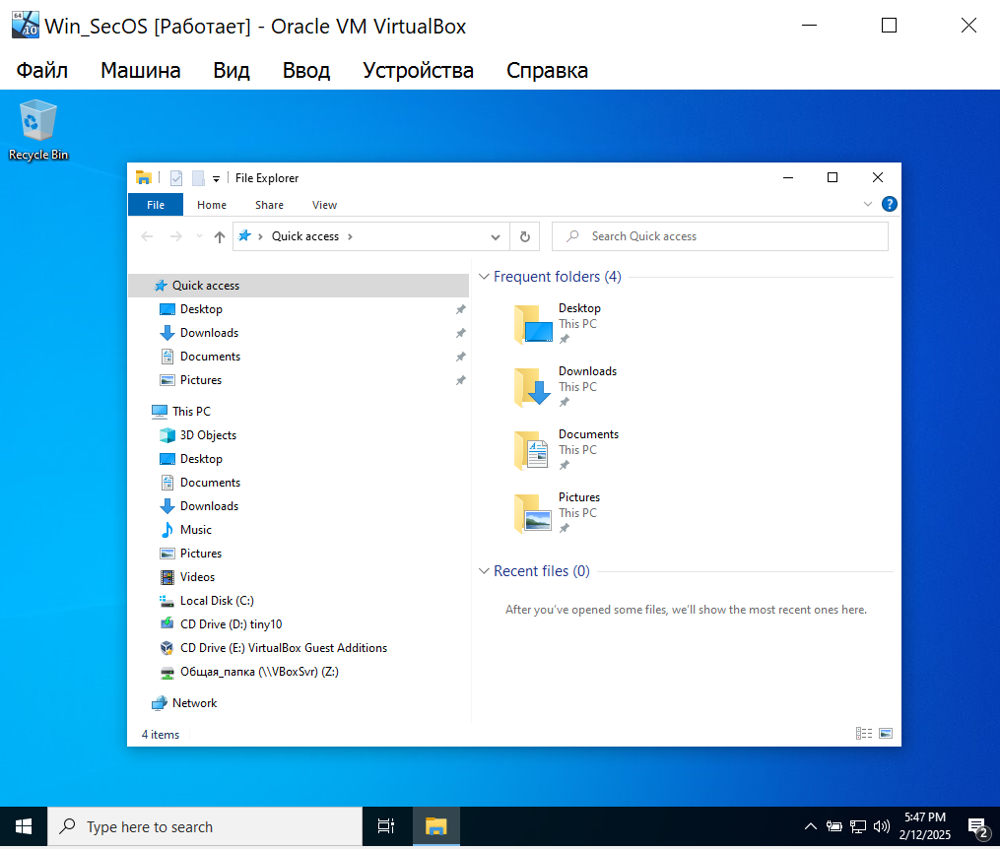 Win_SecOS [Работает] - Oracle VM VirtualBox
Файл Машина Вид Ввод Устройства Справка
Recycle Bin
File Explorer
File Home Share View
Quick access
Search Quick access
Quick access
Desktop
Downloads
Documents
Pictures
This PC
3D Objects
Desktop
Documents
Downloads
Music
Pictures
Videos
Local Disk (C:)
CD Drive (D:) tiny10
CD Drive (E:) VirtualBox Guest Additions
Общая_папка (\\VBoxSvr) (Z:)
Network
Frequent folders (4)
Desktop
This PC
Downloads
This PC
Documents
This PC
Pictures
This PC
Recent files (0)
After you've opened some files, we'll show the most recent ones here.
4 items
Type here to search
5:47 PM
2/12/2025
2